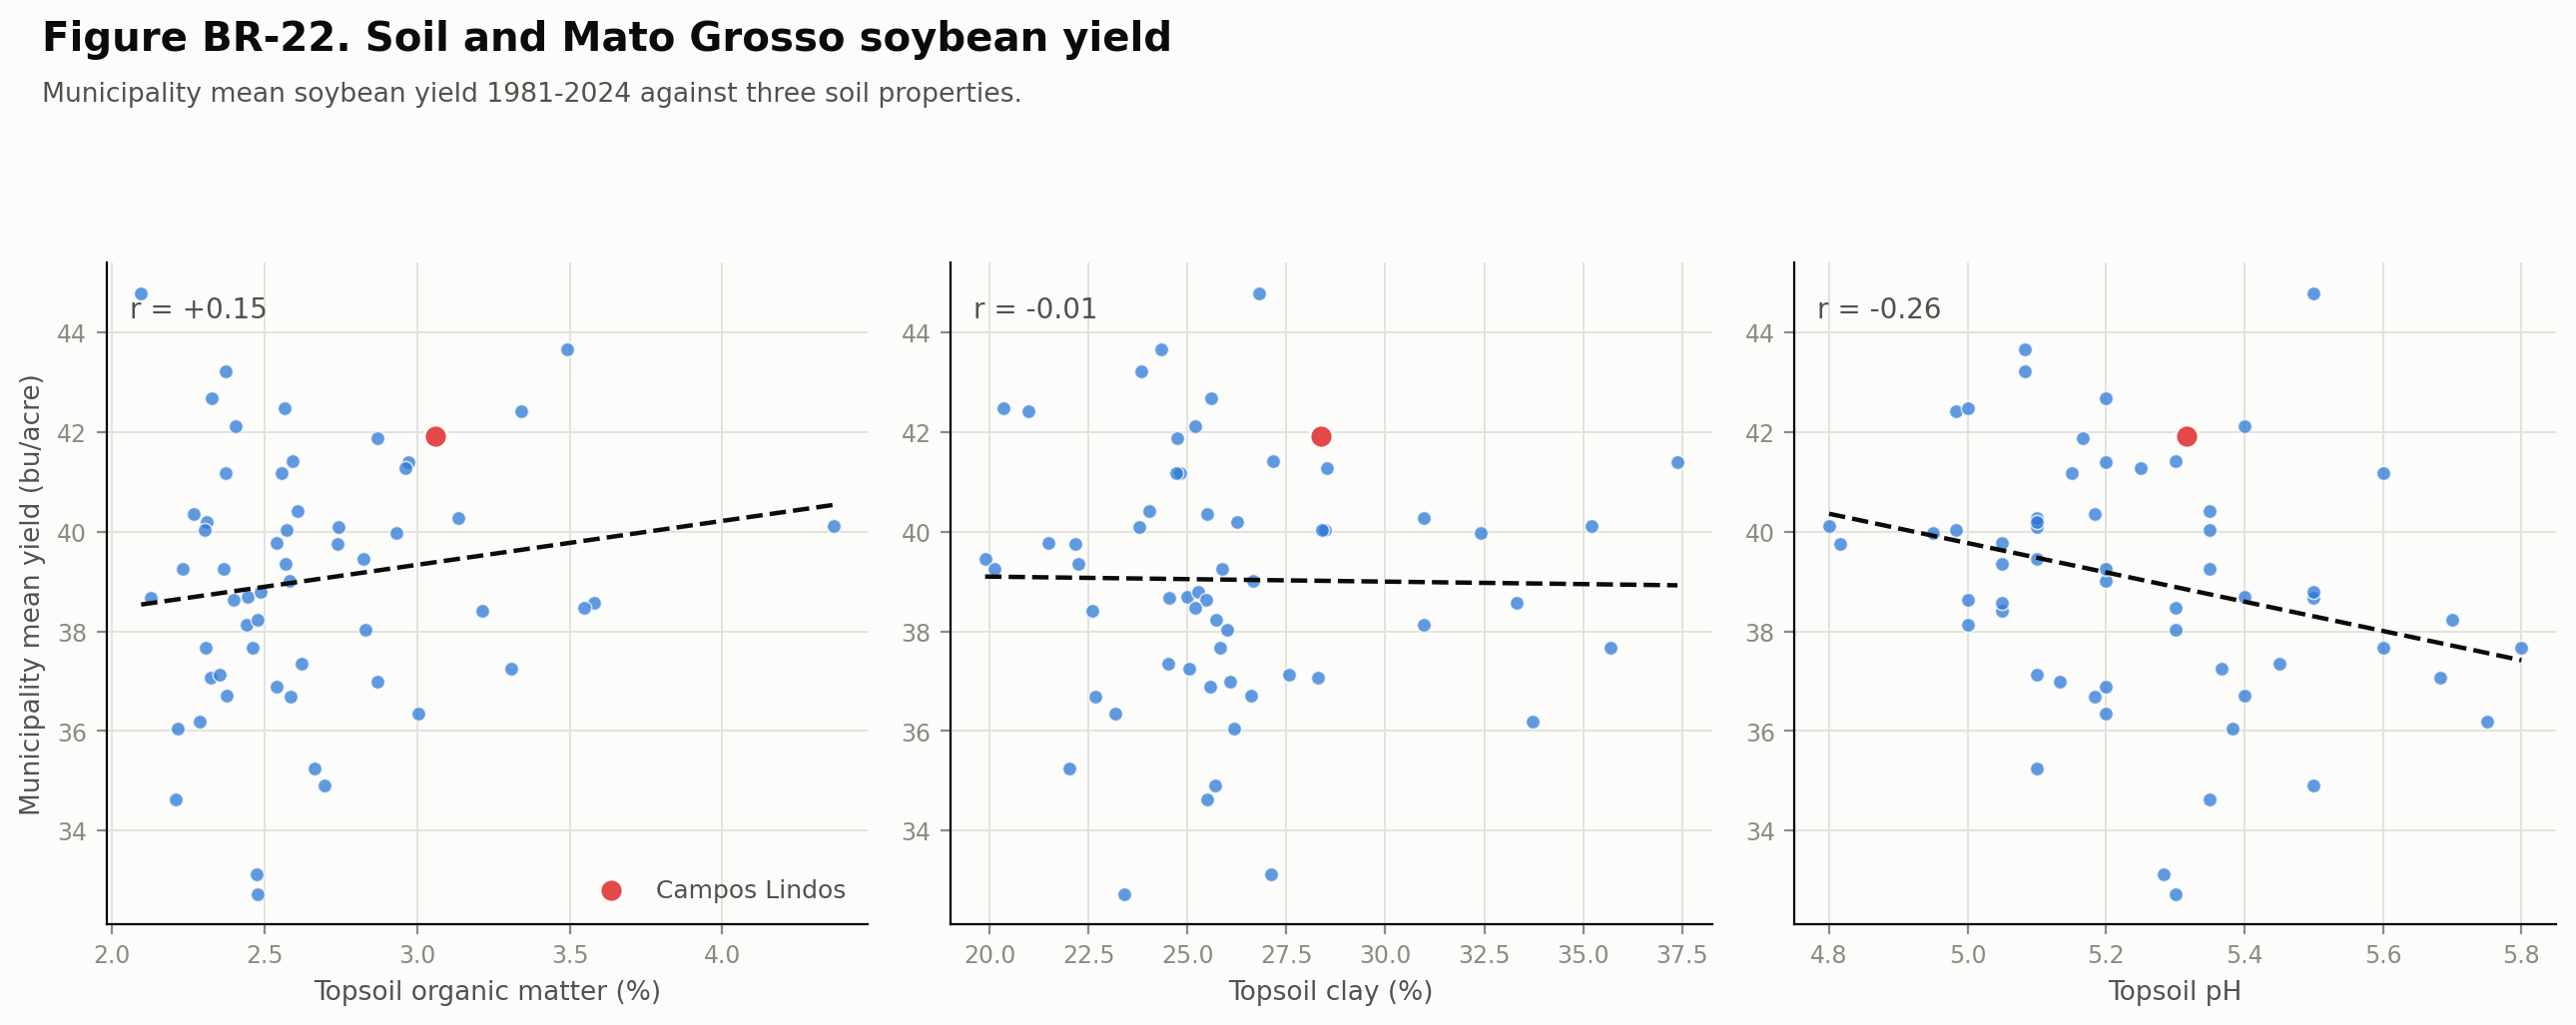 Figure BR-22. Soil and Mato Grosso soybean yield
Municipality mean soybean yield 1981-2024 against three soil properties.
Municipality mean yield (bu/acre)
r = +0.15
44
42
40
38
36
34
Campos Lindos
2.0 2.5 3.0 3.5 4.0
Topsoil organic matter (%)
r = -0.01
44
42
40
38
36
34
20.0 22.5 25.0 27.5 30.0 32.5 35.0 37.5
Topsoil clay (%)
r = -0.26
44
42
40
38
36
34
4.8 5.0 5.2 5.4 5.6 5.8
Topsoil pH